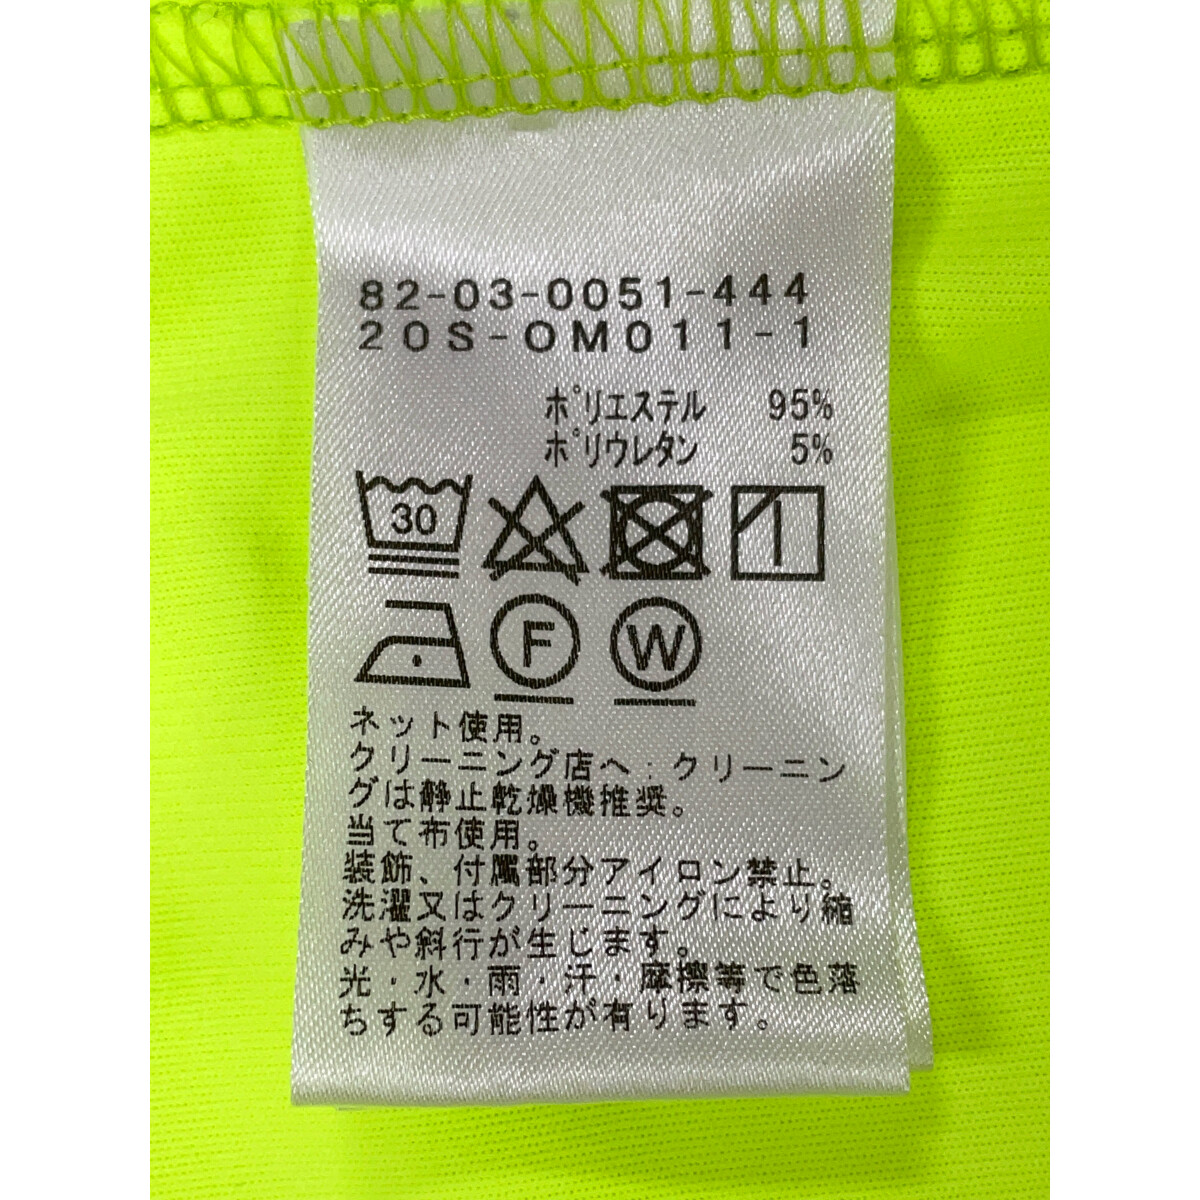 82-03-0051-444
20S-OM011-1
ポリエステル 95%
ポリウレタン 5%
30
F W
ネット使用。
クリーニング店へ：クリーニン
グは静止乾燥機推奨。
当て布使用。
装飾、付属部分アイロン禁止。
洗濯又はクリーニングにより縮
みや斜行が生じます。
光・水・雨・汗・摩擦等で色落
ちする可能性が有ります。